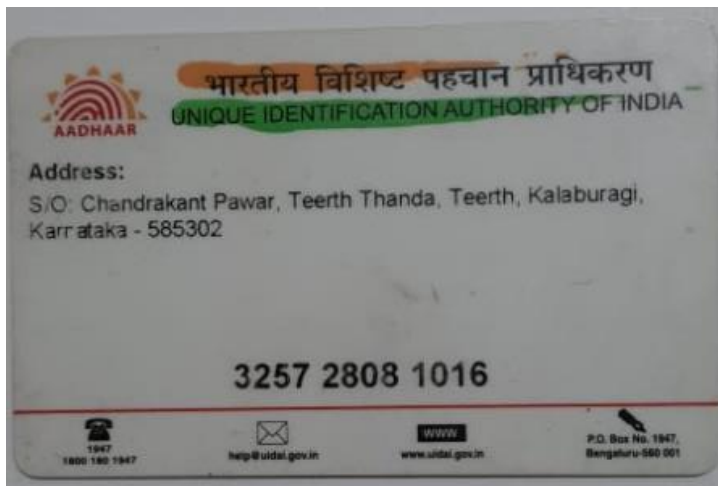 भारतीय विशिष्ट पहचान प्राधिकरण
UNIQUE IDENTIFICATION AUTHORITY OF INDIA
AADHAAR
Address:
S/O: Chandrakant Pawar, Teerth Thanda, Teerth, Kalaburagi,
Karnataka - 585302
3257 2808 1016
1947
1800 180 1947
help@uidai.gov.in
WWW
www.uidai.gov.in
P.O. Box No. 1947,
Bengaluru-560 001